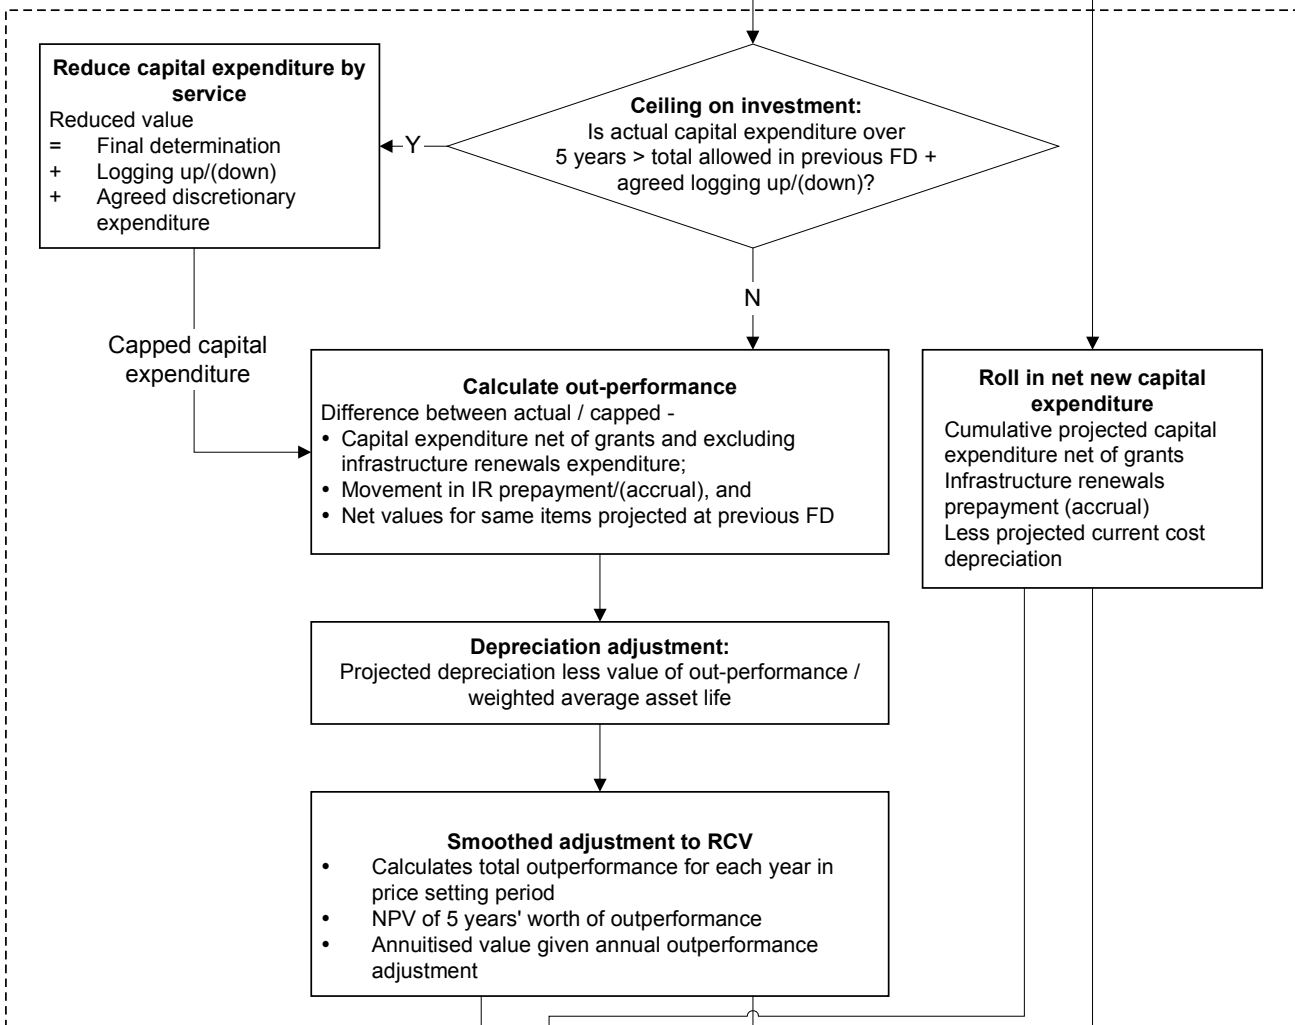 Reduce capital expenditure by
service
Reduced value
= Final determination
+ Logging up/(down)
+ Agreed discretionary
expenditure
Y
Ceiling on investment:
Is actual capital expenditure over
5 years > total allowed in previous FD +
agreed logging up/(down)?
N
Capped capital
expenditure
Calculate out-performance
Difference between actual / capped -
• Capital expenditure net of grants and excluding
infrastructure renewals expenditure;
• Movement in IR prepayment/(accrual), and
• Net values for same items projected at previous FD
Roll in net new capital
expenditure
Cumulative projected capital
expenditure net of grants
Infrastructure renewals
prepayment (accrual)
Less projected current cost
depreciation
Depreciation adjustment:
Projected depreciation less value of out-performance /
weighted average asset life
Smoothed adjustment to RCV
• Calculates total outperformance for each year in
price setting period
• NPV of 5 years' worth of outperformance
• Annuitised value given annual outperformance
adjustment